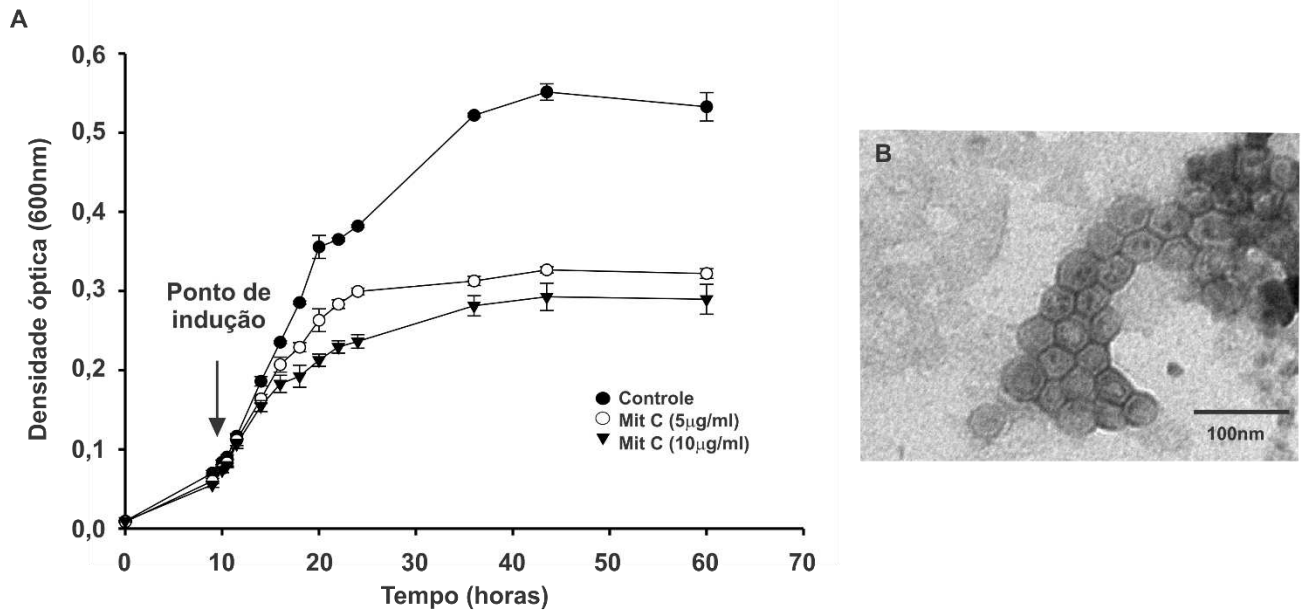 A
0,6
0,5
0,4
0,3
0,2
0,1
0,0
Densidade óptica (600nm)
Ponto de
indução
Controle
Mit C (5µg/ml)
Mit C (10µg/ml)
0 10 20 30 40 50 60 70
Tempo (horas)
B
100nm